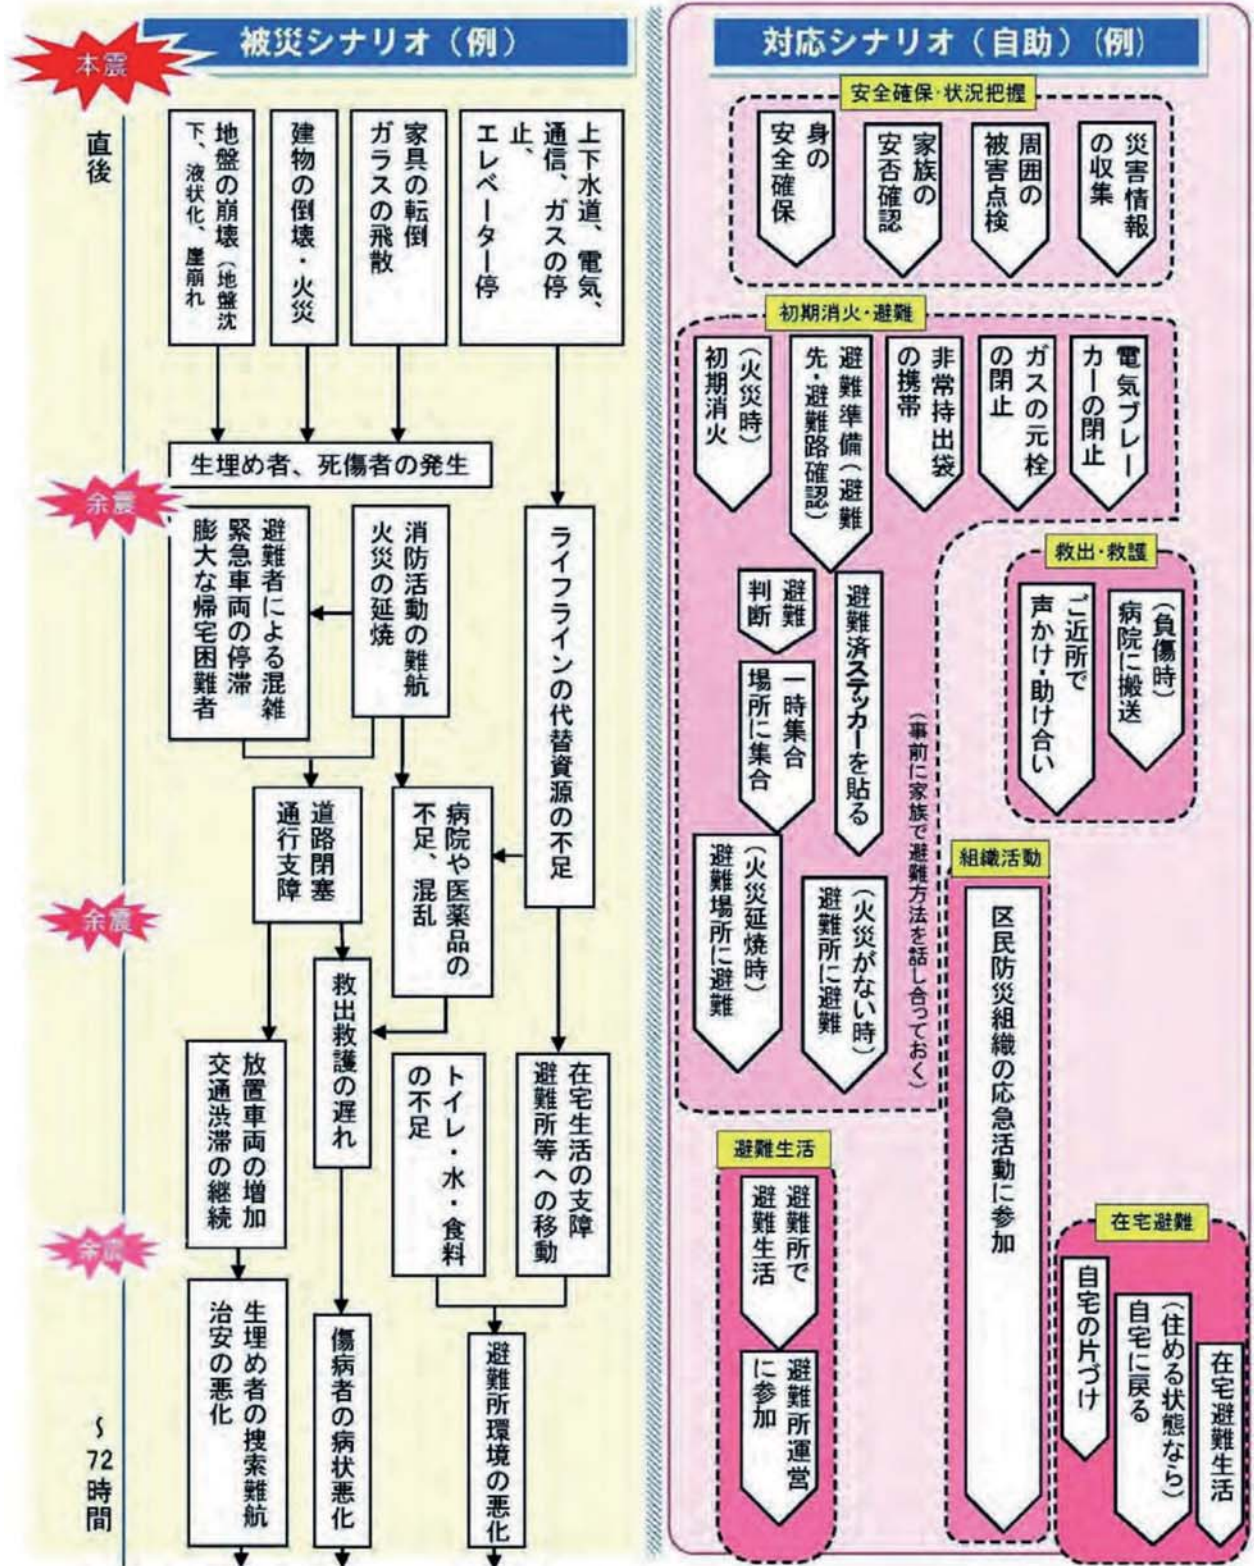 被災シナリオ(例)
本震
直後
地盤の崩壊(地盤沈
下、液状化、崖崩れ
建物の倒壊・火災
家具の転倒
ガラスの飛散
上下水道、電気、
通信、ガスの停
止、
エレベーター停
生埋め者、死傷者の発生
余震
避難者による混雑
緊急車両の停滞
膨大な帰宅困難者
消防活動の難航
火災の延焼
ライフラインの代替資源の不足
道路閉塞
通行支障
病院や医薬品の
不足、混乱
余震
救出救護の遅れ
放置車両の増加
交通渋滞の継続
トイレ・水・食料
の不足
在宅生活の支障
避難所等への移動
余震
生埋め者の捜索難航
治安の悪化
傷病者の病状悪化
避難所環境の悪化
~72時間
対応シナリオ(自助)(例)
安全確保・状況把握
身の
安全確保
家族の
安否確認
周囲の
被害点検
災害情報
の収集
初期消火・避難
(火災時)
初期消火
避難準備(避難
先・避難路確認)
非常持出袋
の携帯
ガスの元栓
の閉止
電気ブレー
カーの閉止
避難
判断
避難済ステッカーを貼る
一時集合
場所に集合
(火災延焼時)
避難場所に避難
(火災がない時)
避難所に避難
(事前に家族で避難方法を話し合っておく)
救出・救護
ご近所で
声かけ・助け合い
(負傷時)
病院に搬送
組織活動
区民防災組織の応急活動に参加
避難生活
避難所で
避難生活
避難所運営
に参加
在宅避難
自宅の片づけ
(住める状態なら)
自宅に戻る
在宅避難生活